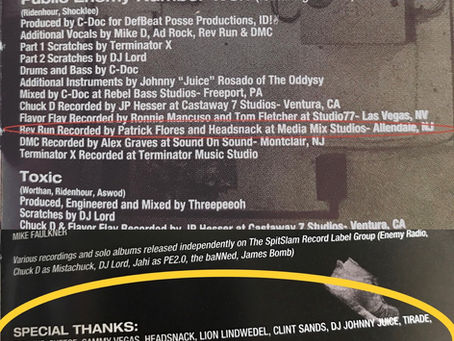 Public Enemy Number
(Ridenhour, Shocklee)
Produced by C-Doc for DefBeat Posse Productions, ID!
Additional Vocals by Mike D, Ad Rock, Rev Run & DMC
Part 1 Scratches by Terminator X
Part 2 Scratches by DJ Lord
Drums and Bass by C-Doc
Additional Instruments by Johnny "Juice" Rosado of The Oddysy
Mixed by C-Doc at Rebel Bass Studios- Freeport, PA
Chuck D Recorded by JP Hesser at Castaway 7 Studios- Ventura, CA
Flavor Flav Recorded by Ronnie Mancuso and Tom Fletcher at Studio77- Las Vegas, NV
Rev Run Recorded by Patrick Flores and Headsnack at Media Mix Studios- Allendale, NJ
DMC Recorded by Alex Graves at Sound On Sound- Montclair, NJ
Terminator X Recorded at Terminator Music Studio
Toxic
(Worthan, Ridenhour, Aswod)
Produced, Engineered and Mixed by Threepeeoh
Scratches by DJ Lord
Chuck D & Flavor Flav Recorded by JP Hesser at Castaway 7 Studios- Ventura, CA
MIKE FAULKNER
Various recordings and solo albums released independently on The SpitSlam Record Label Group (Enemy Radio,
Chuck D as Mistachuck, DJ Lord, Jahi as PE2.0, the baNNed, James Bomb)
SPECIAL THANKS:
SAMMY VEGAS, HEADSNACK, LION LINDWEDEL, CLINT SANDS, DJ JOHNNY JUICE, TIRADE,